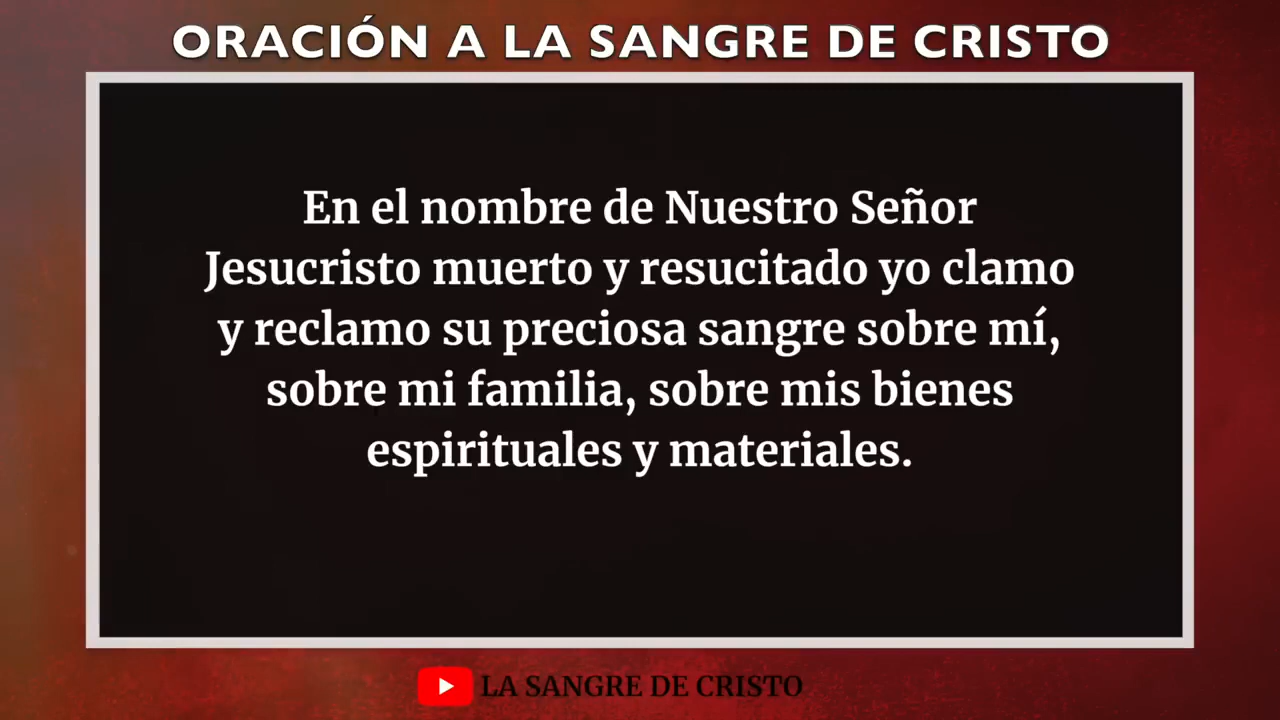 ORACIÓN A LA SANGRE DE CRISTO
En el nombre de Nuestro Señor
Jesucristo muerto y resucitado yo clamo
y reclamo su preciosa sangre sobre mí,
sobre mi familia, sobre mis bienes
espirituales y materiales.
LA SANGRE DE CRISTO